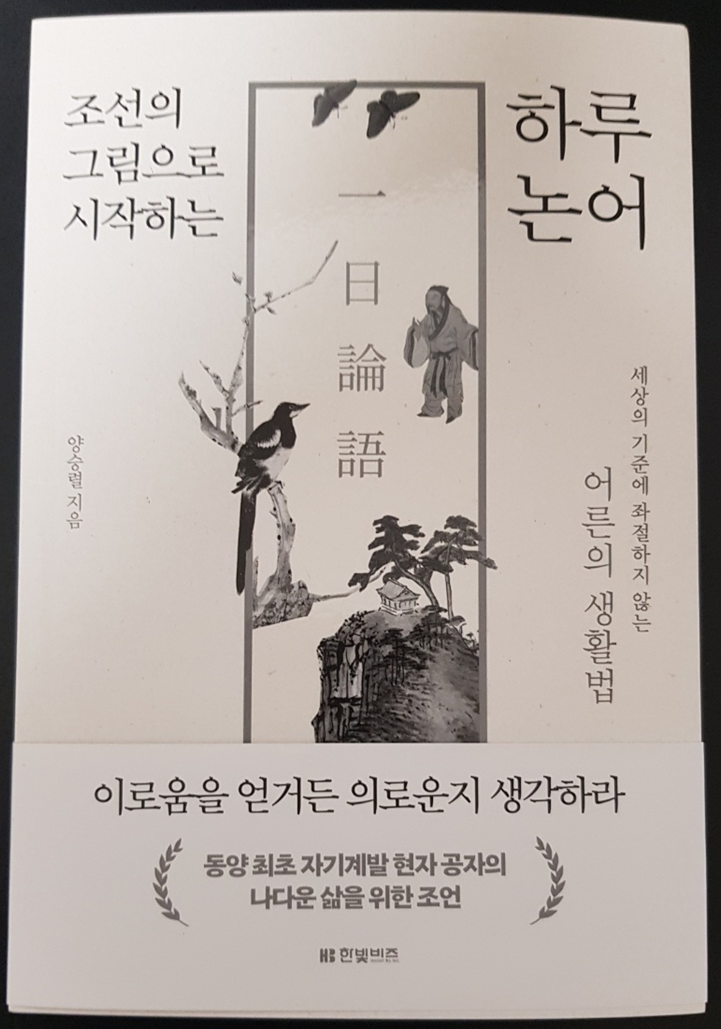 조선의
그림으로
시작하는
하루
논어
一日論語
세상의 기준에 좌절하지 않는
어른의 생활법
양승렬 지음
이로움을 얻거든 의로운지 생각하라
동양 최초 자기계발 현자 공자의
나다운 삶을 위한 조언
HB 한빛비즈